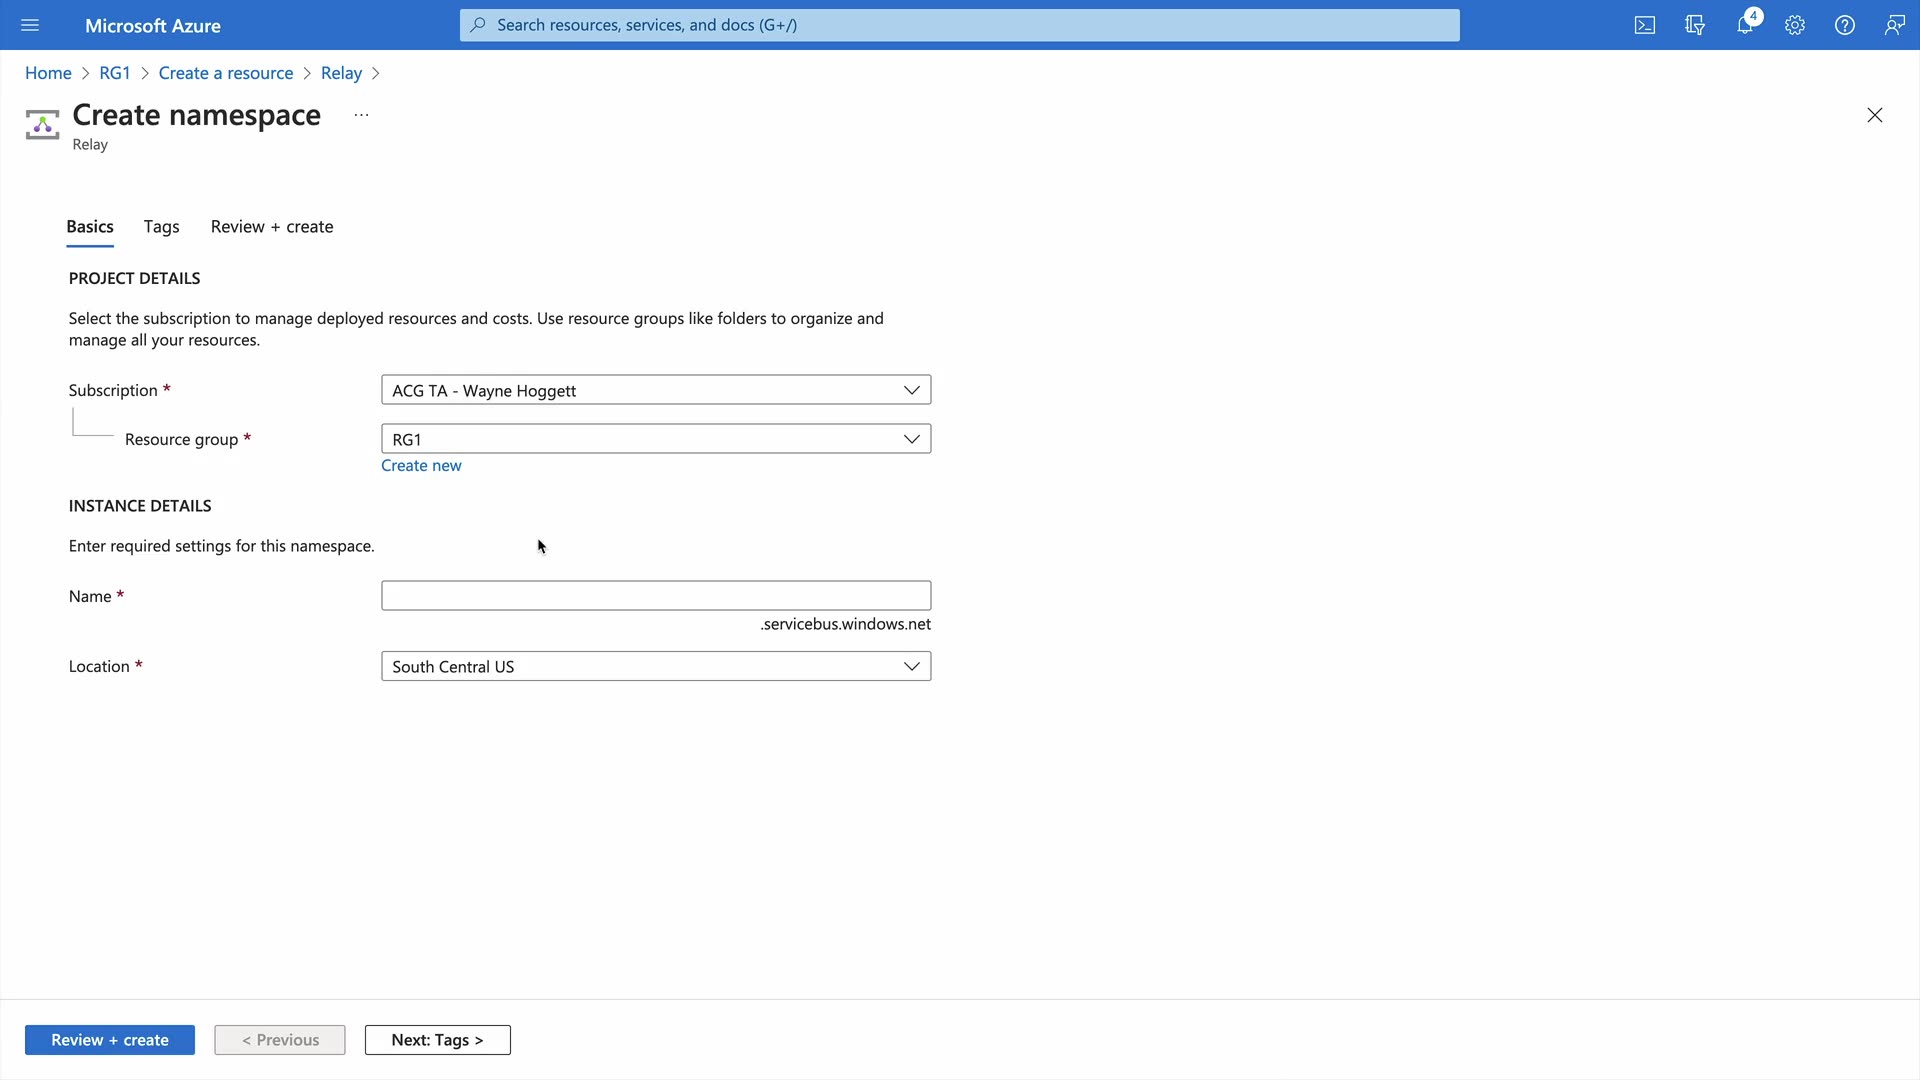 Microsoft Azure
Search resources, services, and docs (G+/)
4
Home > RG1 > Create a resource > Relay >
Create namespace ...
Relay
Basics Tags Review + create
PROJECT DETAILS
Select the subscription to manage deployed resources and costs. Use resource groups like folders to organize and
manage all your resources.
Subscription *
ACG TA - Wayne Hoggett
Resource group *
RG1
Create new
INSTANCE DETAILS
Enter required settings for this namespace.
Name *
.servicebus.windows.net
Location *
South Central US
Review + create
< Previous
Next: Tags >